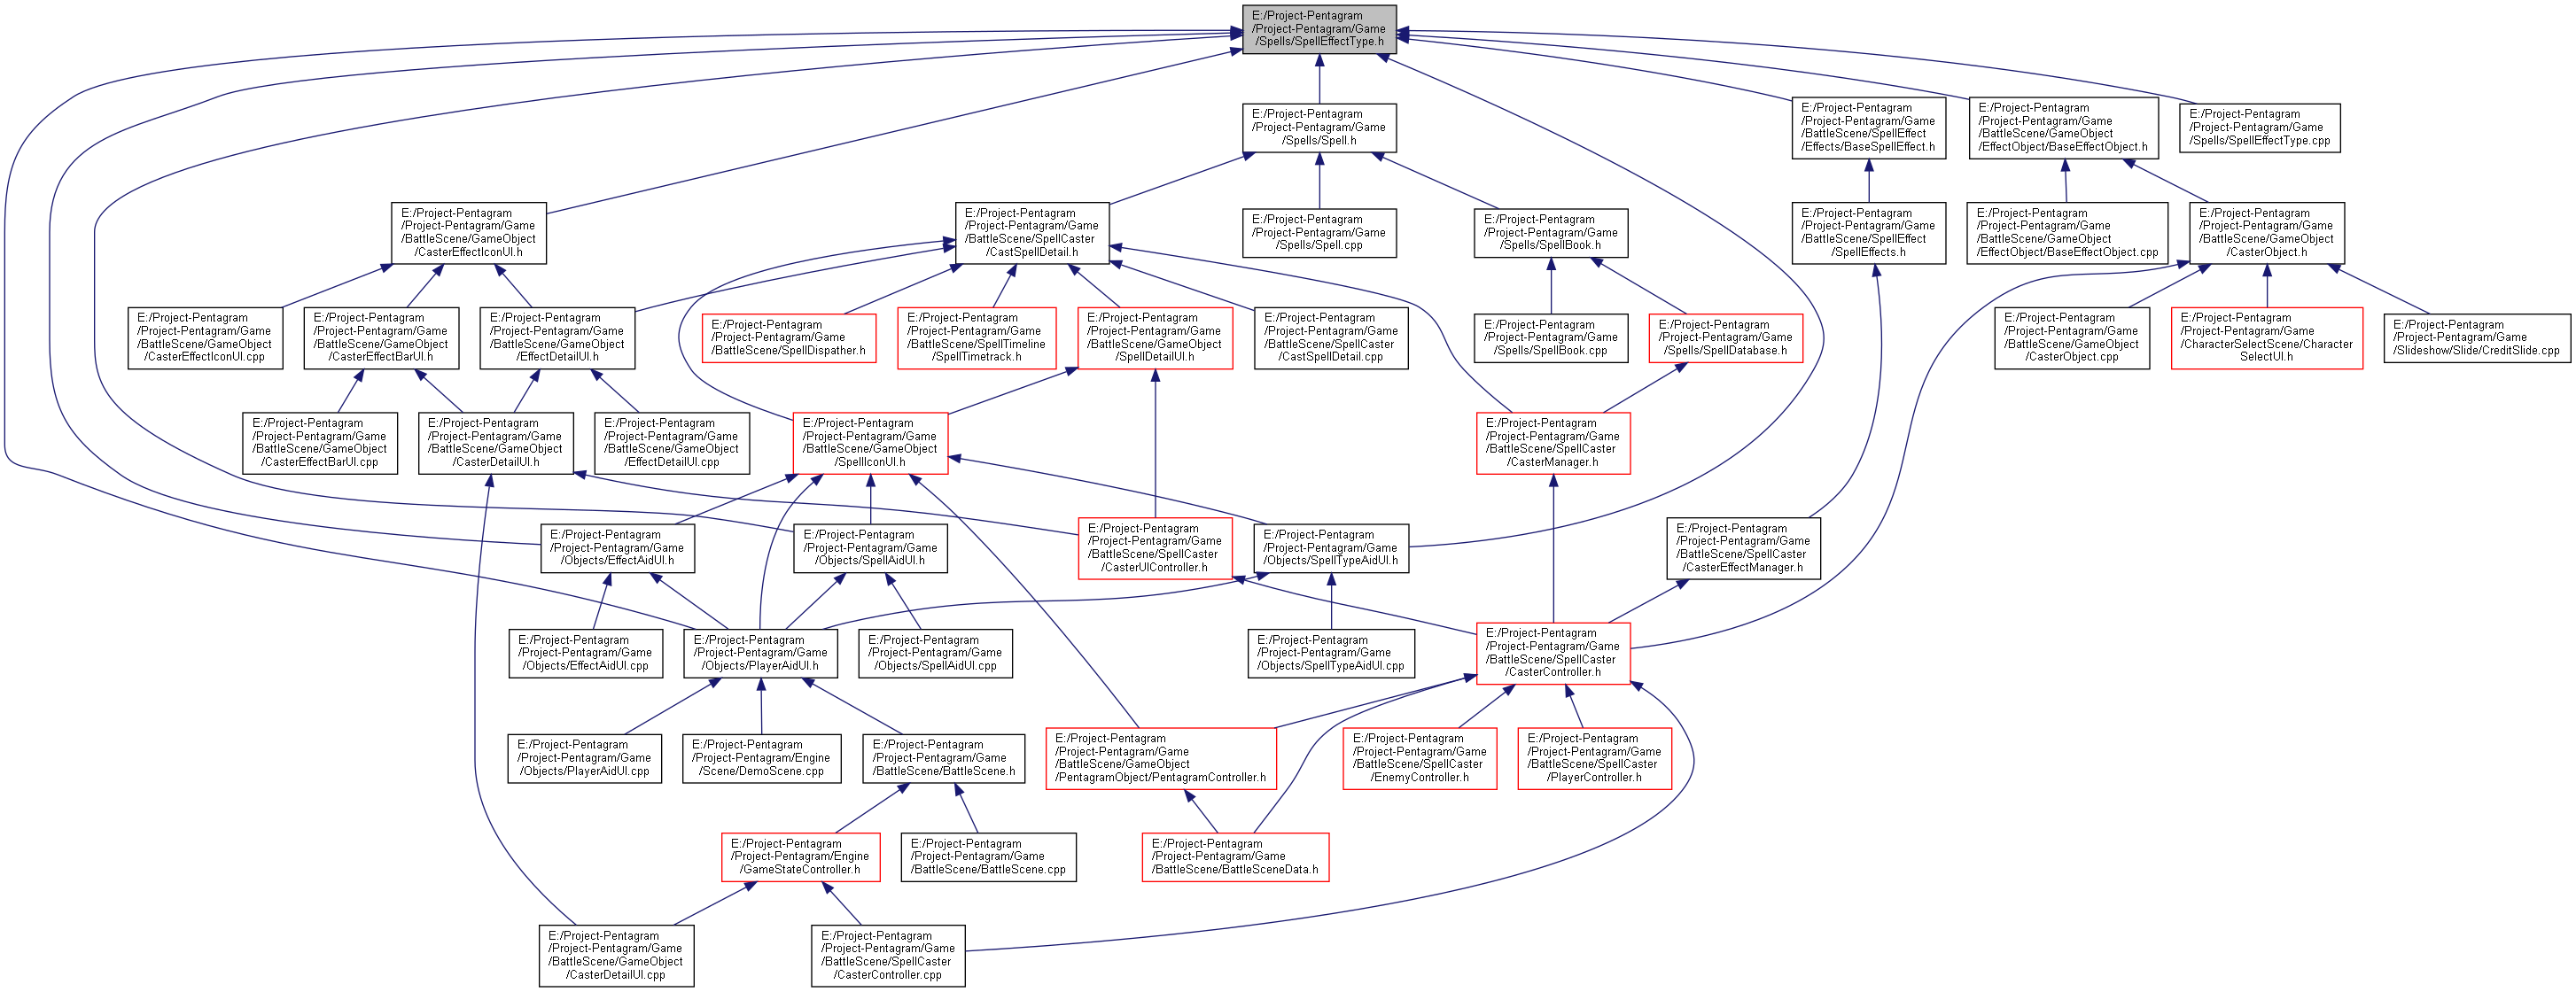 E:/Project-Pentagram
/Project-Pentagram/Game
/Spells/SpellEffectType.h
E:/Project-Pentagram
/Project-Pentagram/Game
/Spells/Spell.h
E:/Project-Pentagram
/Project-Pentagram/Game
/BattleScene/SpellEffect
/Effects/BaseSpellEffect.h
E:/Project-Pentagram
/Project-Pentagram/Game
/BattleScene/GameObject
/EffectObject/BaseEffectObject.h
E:/Project-Pentagram
/Project-Pentagram/Game
/Spells/SpellEffectType.cpp
E:/Project-Pentagram
/Project-Pentagram/Game
/BattleScene/GameObject
/CasterEffectIconUI.h
E:/Project-Pentagram
/Project-Pentagram/Game
/BattleScene/SpellCaster
/CastSpellDetail.h
E:/Project-Pentagram
/Project-Pentagram/Game
/Spells/Spell.cpp
E:/Project-Pentagram
/Project-Pentagram/Game
/Spells/SpellBook.h
E:/Project-Pentagram
/Project-Pentagram/Game
/BattleScene/SpellEffect
/SpellEffects.h
E:/Project-Pentagram
/Project-Pentagram/Game
/BattleScene/GameObject
/EffectObject/BaseEffectObject.cpp
E:/Project-Pentagram
/Project-Pentagram/Game
/BattleScene/GameObject
/CasterObject.h
E:/Project-Pentagram
/Project-Pentagram/Game
/BattleScene/GameObject
/CasterEffectIconUI.cpp
E:/Project-Pentagram
/Project-Pentagram/Game
/BattleScene/GameObject
/CasterEffectBarUI.h
E:/Project-Pentagram
/Project-Pentagram/Game
/BattleScene/GameObject
/EffectDetailUI.h
E:/Project-Pentagram
/Project-Pentagram/Game
/BattleScene/SpellDispather.h
E:/Project-Pentagram
/Project-Pentagram/Game
/BattleScene/SpellTimeline
/SpellTimetrack.h
E:/Project-Pentagram
/Project-Pentagram/Game
/BattleScene/GameObject
/SpellDetailUI.h
E:/Project-Pentagram
/Project-Pentagram/Game
/BattleScene/SpellCaster
/CastSpellDetail.cpp
E:/Project-Pentagram
/Project-Pentagram/Game
/Spells/SpellBook.cpp
E:/Project-Pentagram
/Project-Pentagram/Game
/Spells/SpellDatabase.h
E:/Project-Pentagram
/Project-Pentagram/Game
/BattleScene/GameObject
/CasterObject.cpp
E:/Project-Pentagram
/Project-Pentagram/Game
/CharacterSelectScene/Character
SelectUI.h
E:/Project-Pentagram
/Project-Pentagram/Game
/Slideshow/Slide/CreditSlide.cpp
E:/Project-Pentagram
/Project-Pentagram/Game
/BattleScene/GameObject
/CasterEffectBarUI.cpp
E:/Project-Pentagram
/Project-Pentagram/Game
/BattleScene/GameObject
/CasterDetailUI.h
E:/Project-Pentagram
/Project-Pentagram/Game
/BattleScene/GameObject
/EffectDetailUI.cpp
E:/Project-Pentagram
/Project-Pentagram/Game
/BattleScene/GameObject
/SpellIconUI.h
E:/Project-Pentagram
/Project-Pentagram/Game
/BattleScene/SpellCaster
/CasterManager.h
E:/Project-Pentagram
/Project-Pentagram/Game
/Objects/EffectAidUI.h
E:/Project-Pentagram
/Project-Pentagram/Game
/Objects/SpellAidUI.h
E:/Project-Pentagram
/Project-Pentagram/Game
/BattleScene/SpellCaster
/CasterUIController.h
E:/Project-Pentagram
/Project-Pentagram/Game
/Objects/SpellTypeAidUI.h
E:/Project-Pentagram
/Project-Pentagram/Game
/BattleScene/SpellCaster
/CasterEffectManager.h
E:/Project-Pentagram
/Project-Pentagram/Game
/Objects/EffectAidUI.cpp
E:/Project-Pentagram
/Project-Pentagram/Game
/Objects/PlayerAidUI.h
E:/Project-Pentagram
/Project-Pentagram/Game
/Objects/SpellAidUI.cpp
E:/Project-Pentagram
/Project-Pentagram/Game
/Objects/SpellTypeAidUI.cpp
E:/Project-Pentagram
/Project-Pentagram/Game
/BattleScene/SpellCaster
/CasterController.h
E:/Project-Pentagram
/Project-Pentagram/Game
/Objects/PlayerAidUI.cpp
E:/Project-Pentagram
/Project-Pentagram/Engine
/Scene/DemoScene.cpp
E:/Project-Pentagram
/Project-Pentagram/Game
/BattleScene/BattleScene.h
E:/Project-Pentagram
/Project-Pentagram/Game
/BattleScene/GameObject
/PentagramObject/PentagramController.h
E:/Project-Pentagram
/Project-Pentagram/Game
/BattleScene/SpellCaster
/EnemyController.h
E:/Project-Pentagram
/Project-Pentagram/Game
/BattleScene/SpellCaster
/PlayerController.h
E:/Project-Pentagram
/Project-Pentagram/Engine
/GameStateController.h
E:/Project-Pentagram
/Project-Pentagram/Game
/BattleScene/BattleScene.cpp
E:/Project-Pentagram
/Project-Pentagram/Game
/BattleScene/BattleSceneData.h
E:/Project-Pentagram
/Project-Pentagram/Game
/BattleScene/GameObject
/CasterDetailUI.cpp
E:/Project-Pentagram
/Project-Pentagram/Game
/BattleScene/SpellCaster
/CasterController.cpp